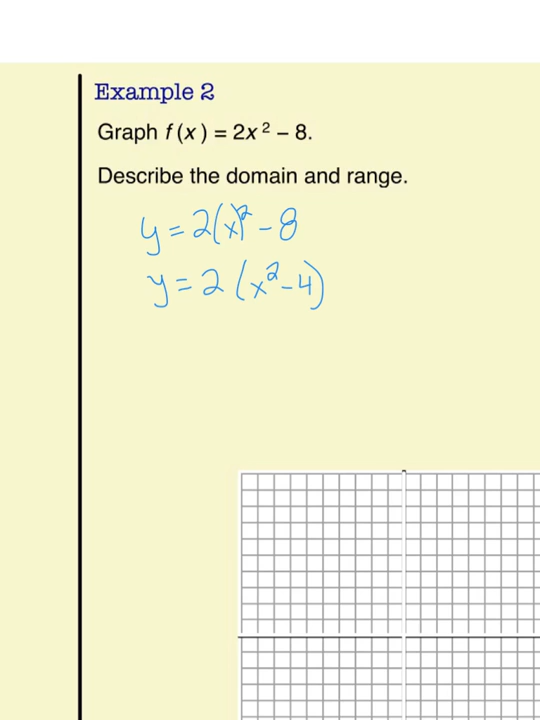 Example 2
Graph f (x ) = 2x² – 8.
Describe the domain and range.
y = 2(x)² - 8
y = 2 (x² - 4)